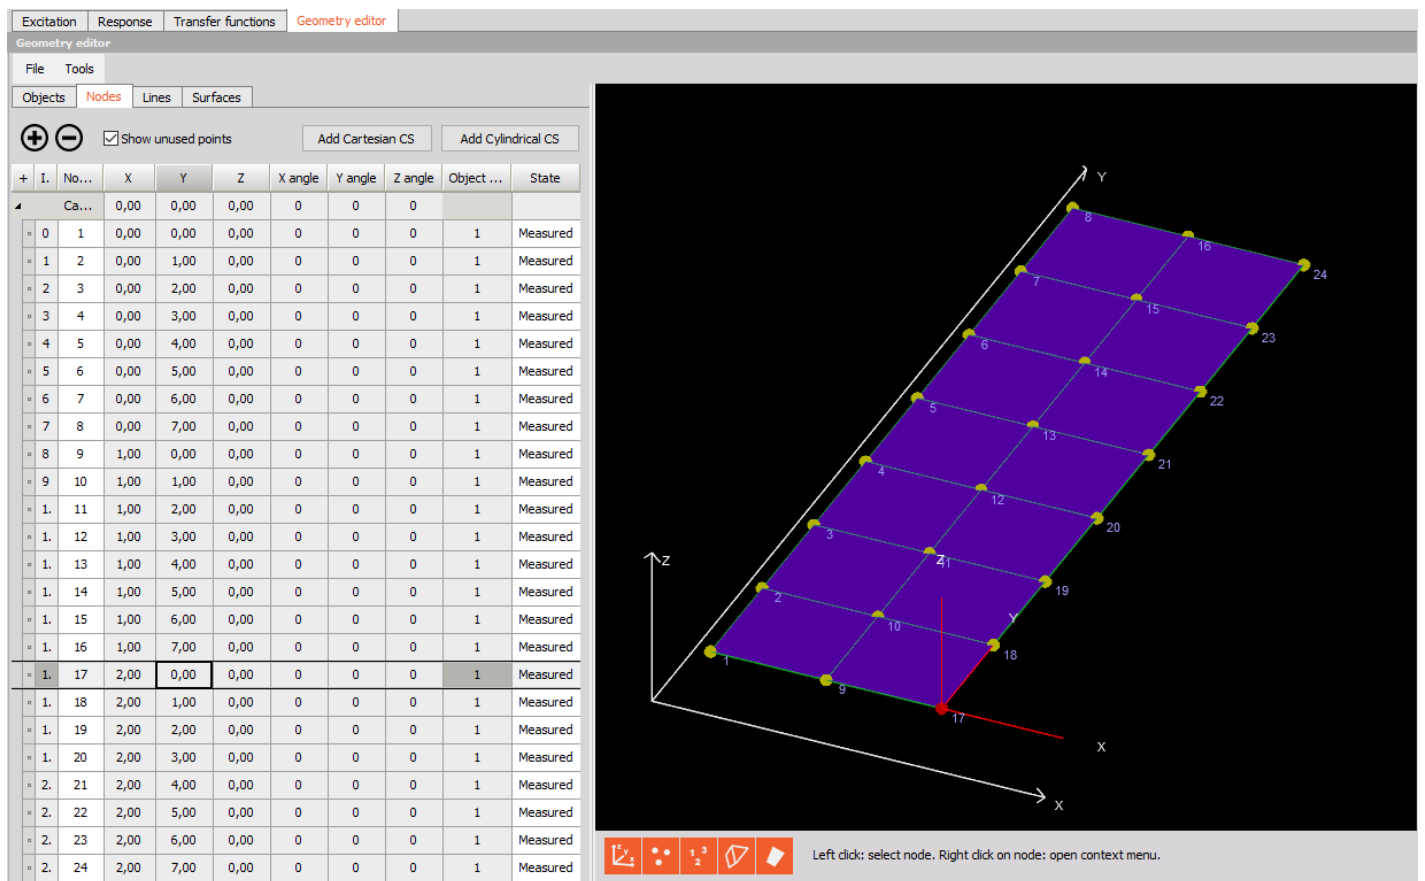 Excitation Response Transfer functions Geometry editor
Geometry editor
File Tools
Objects Nodes Lines Surfaces
Show unused points Add Cartesian CS Add Cylindrical CS
+ I. No... X Y Z X angle Y angle Z angle Object ... State
Ca... 0,00 0,00 0,00 0 0 0
0 1 0,00 0,00 0,00 0 0 0 1 Measured
1 2 0,00 1,00 0,00 0 0 0 1 Measured
2 3 0,00 2,00 0,00 0 0 0 1 Measured
3 4 0,00 3,00 0,00 0 0 0 1 Measured
4 5 0,00 4,00 0,00 0 0 0 1 Measured
5 6 0,00 5,00 0,00 0 0 0 1 Measured
6 7 0,00 6,00 0,00 0 0 0 1 Measured
7 8 0,00 7,00 0,00 0 0 0 1 Measured
8 9 1,00 0,00 0,00 0 0 0 1 Measured
9 10 1,00 1,00 0,00 0 0 0 1 Measured
1. 11 1,00 2,00 0,00 0 0 0 1 Measured
1. 12 1,00 3,00 0,00 0 0 0 1 Measured
1. 13 1,00 4,00 0,00 0 0 0 1 Measured
1. 14 1,00 5,00 0,00 0 0 0 1 Measured
1. 15 1,00 6,00 0,00 0 0 0 1 Measured
1. 16 1,00 7,00 0,00 0 0 0 1 Measured
1. 17 2,00 0,00 0,00 0 0 0 1 Measured
1. 18 2,00 1,00 0,00 0 0 0 1 Measured
1. 19 2,00 2,00 0,00 0 0 0 1 Measured
1. 20 2,00 3,00 0,00 0 0 0 1 Measured
2. 21 2,00 4,00 0,00 0 0 0 1 Measured
2. 22 2,00 5,00 0,00 0 0 0 1 Measured
2. 23 2,00 6,00 0,00 0 0 0 1 Measured
2. 24 2,00 7,00 0,00 0 0 0 1 Measured
Y
8
16
24
7
15
23
6
14
22
5
13
21
4
12
20
3
Z
Z
11
19
2
Y
10
18
1
9
17
X
X
Left click: select node. Right click on node: open context menu.